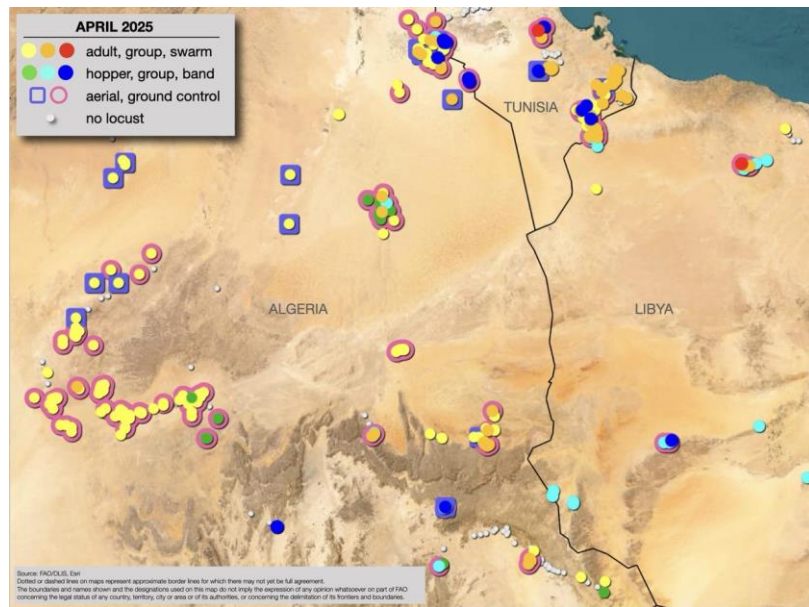 APRIL 2025
adult, group, swarm
hopper, group, band
aerial, ground control
no locust
TUNISIA
ALGERIA
LIBYA
Source: FAO/DLIS, Esri
Dotted or dashed lines on maps represent approximate border lines for which there may not yet be full agreement.
The boundaries and names shown and the designations used on this map do not imply the expression of any opinion whatsoever on part of FAO
concerning the legal status of any country, territory, city or area or of its authorities, or concerning the delimitation of its frontiers and boundaries.